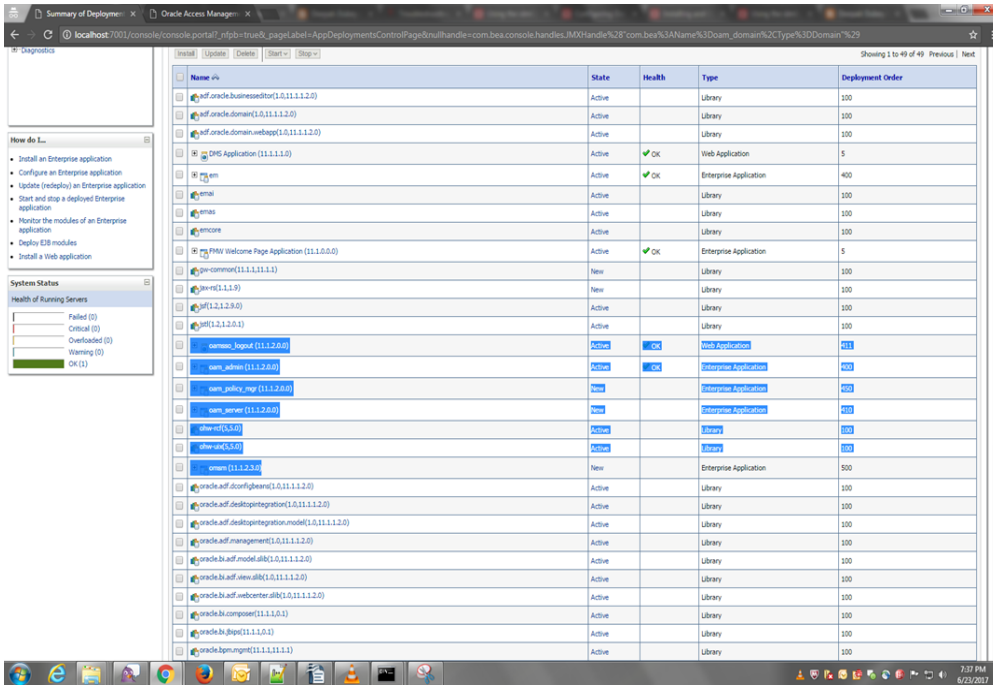 Summary of Deploymen ×
Oracle Access Managem ×
localhost:7001/console/console.portal?_nfpb=true&_pageLabel=AppDeploymentsControlPage&nullhandle=com.bea.console.handles.JMXHandle%28"com.bea%3AName%3Doam_domain%2CType%3DDomain"%29
Diagnostics
Install Update Delete Start Stop
Showing 1 to 49 of 49 Previous | Next
Name State Health Type Deployment Order
adf.oracle.businesseditor(1.0,11.1.1.2.0) Active Library 100
adf.oracle.domain(1.0,11.1.1.2.0) Active Library 100
adf.oracle.domain.webapp(1.0,11.1.1.2.0) Active Library 100
DMS Application (11.1.1.1.0) Active OK Web Application 5
em Active OK Enterprise Application 400
emai Active Library 100
emas Active Library 100
emcore Active Library 100
FMW Welcome Page Application (11.1.0.0.0) Active OK Enterprise Application 5
gw-common(11.1.1,11.1.1) New Library 100
jax-rs(1.1,1.9) New Library 100
jsf(1.2,1.2.9.0) Active Library 100
jstl(1.2,1.2.0.1) Active Library 100
oamsso_logout (11.1.2.0.0) Active OK Web Application 411
oam_admin (11.1.2.0.0) Active OK Enterprise Application 400
oam_policy_mgr (11.1.2.0.0) New Enterprise Application 450
oam_server (11.1.2.0.0) New Enterprise Application 410
ohw-rcf(5,5.0) Active Library 100
ohw-uix(5,5.0) Active Library 100
omsm (11.1.2.3.0) New Enterprise Application 500
oracle.adf.dconfigbeans(1.0,11.1.1.2.0) Active Library 100
oracle.adf.desktopintegration(1.0,11.1.1.2.0) Active Library 100
oracle.adf.desktopintegration.model(1.0,11.1.1.2.0) Active Library 100
oracle.adf.management(1.0,11.1.1.2.0) Active Library 100
oracle.bi.adf.model.slib(1.0,11.1.1.2.0) Active Library 100
oracle.bi.adf.view.slib(1.0,11.1.1.2.0) Active Library 100
oracle.bi.adf.webcenter.slib(1.0,11.1.1.2.0) Active Library 100
oracle.bi.composer(11.1.1,0.1) Active Library 100
oracle.bi.jbips(11.1.1,0.1) Active Library 100
oracle.bpm.mgmt(11.1.1,11.1.1) Active Library 100
How do I...
Install an Enterprise application
Configure an Enterprise application
Update (redeploy) an Enterprise application
Start and stop a deployed Enterprise
application
Monitor the modules of an Enterprise
application
Deploy EJB modules
Install a Web application
System Status
Health of Running Servers
Failed (0)
Critical (0)
Overloaded (0)
Warning (0)
OK (1)
7:37 PM
6/23/2017